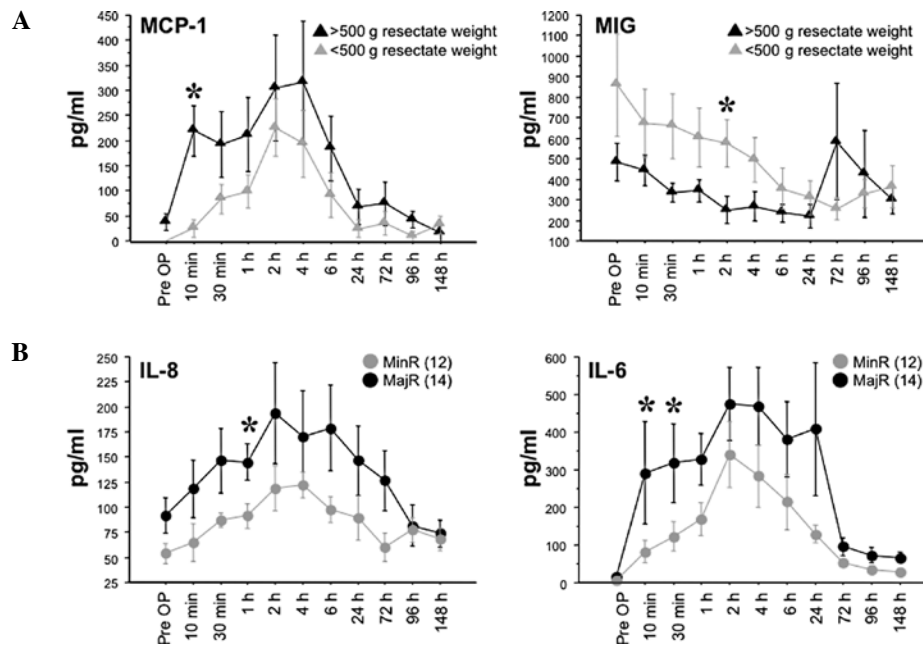 A
MCP-1
>500 g resectate weight
<500 g resectate weight
pg/ml
450
400
350
300
250
200
150
100
50
0
*
Pre OP
10 min
30 min
1 h
2 h
4 h
6 h
24 h
72 h
96 h
148 h
MIG
>500 g resectate weight
<500 g resectate weight
pg/ml
1200
1100
1000
900
800
700
600
500
400
300
200
100
*
Pre OP
10 min
30 min
1 h
2 h
4 h
6 h
24 h
72 h
96 h
148 h
B
IL-8
MinR (12)
MajR (14)
pg/ml
250
225
200
175
150
125
100
75
50
25
*
Pre OP
10 min
30 min
1 h
2 h
4 h
6 h
24 h
72 h
96 h
148 h
IL-6
MinR (12)
MajR (14)
pg/ml
600
500
400
300
200
100
0
* *
Pre OP
10 min
30 min
1 h
2 h
4 h
6 h
24 h
72 h
96 h
148 h